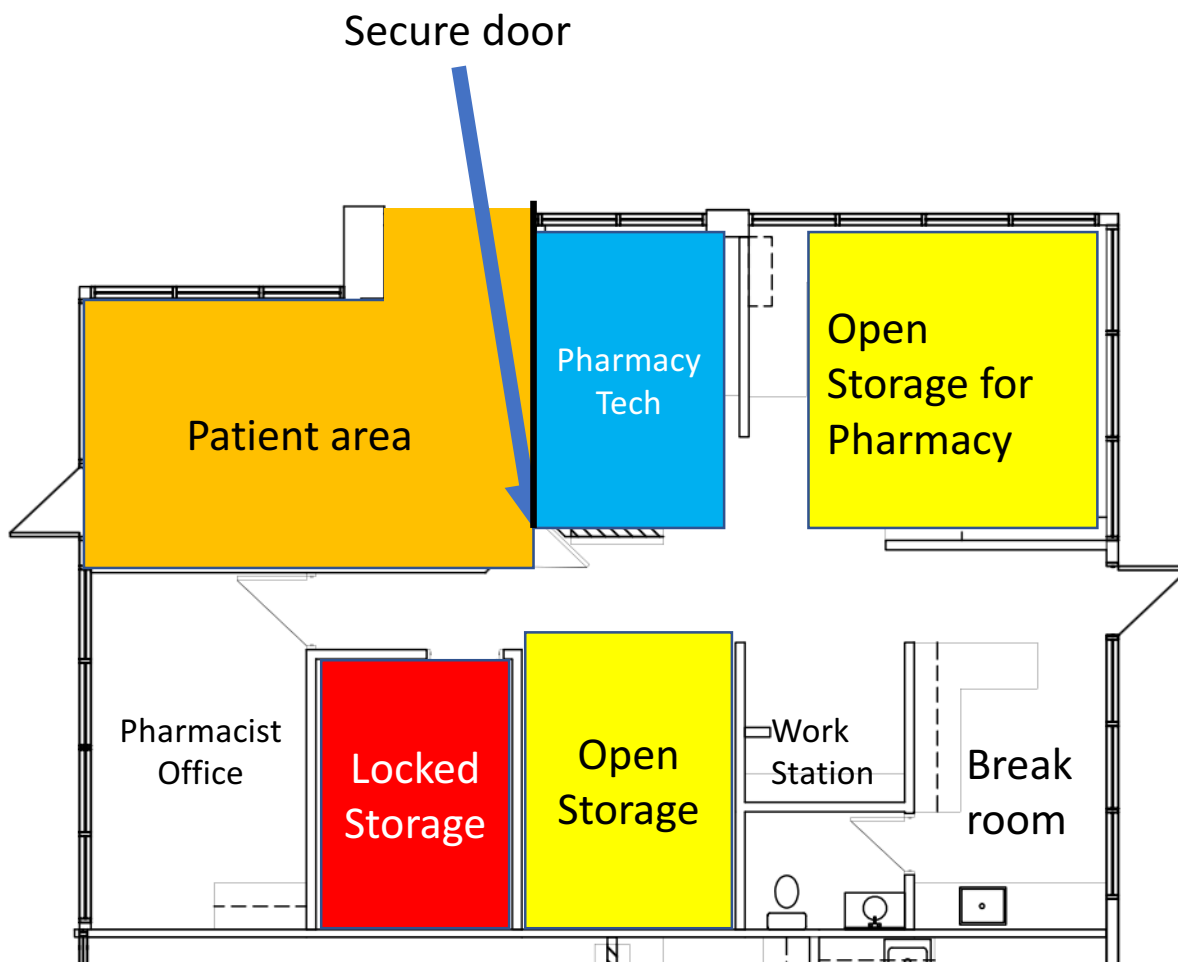 Secure door
Pharmacy
Tech
Open
Storage for
Pharmacy
Patient area
Pharmacist
Office
Locked
Storage
Open
Storage
Work
Station
Break
room